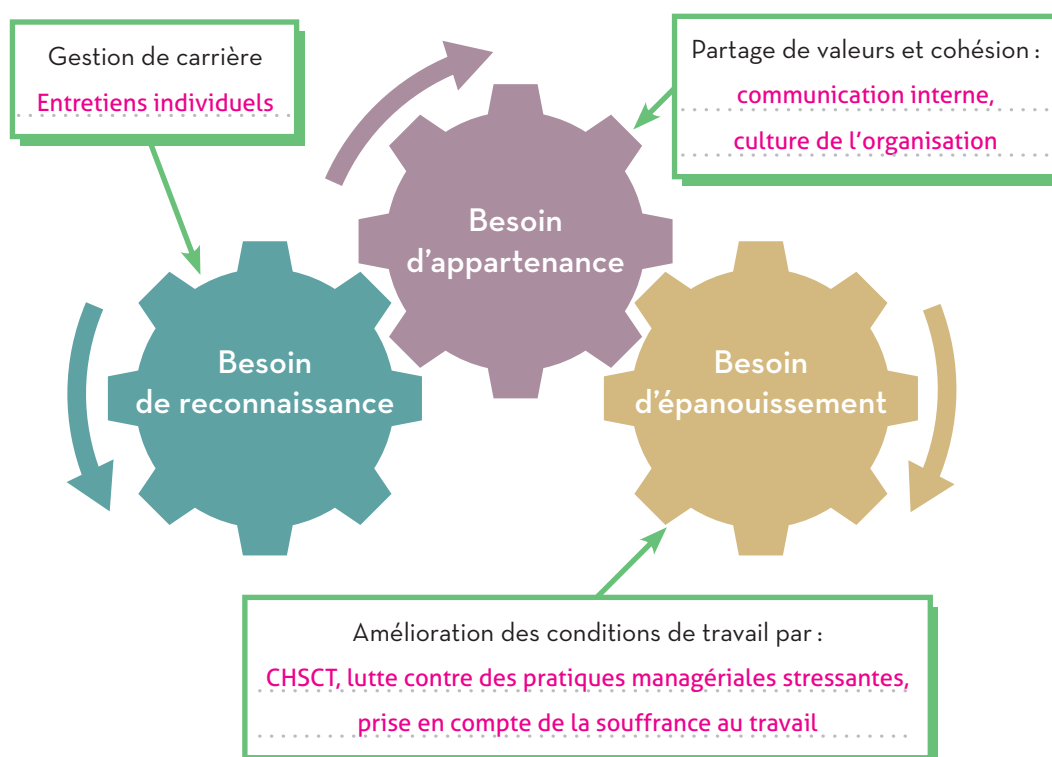 Gestion de carrière
Entretiens individuels
Partage de valeurs et cohésion :
communication interne,
culture de l'organisation
Besoin
d'appartenance
Besoin
de reconnaissance
Besoin
d'épanouissement
Amélioration des conditions de travail par :
CHSCT, lutte contre des pratiques managériales stressantes,
prise en compte de la souffrance au travail